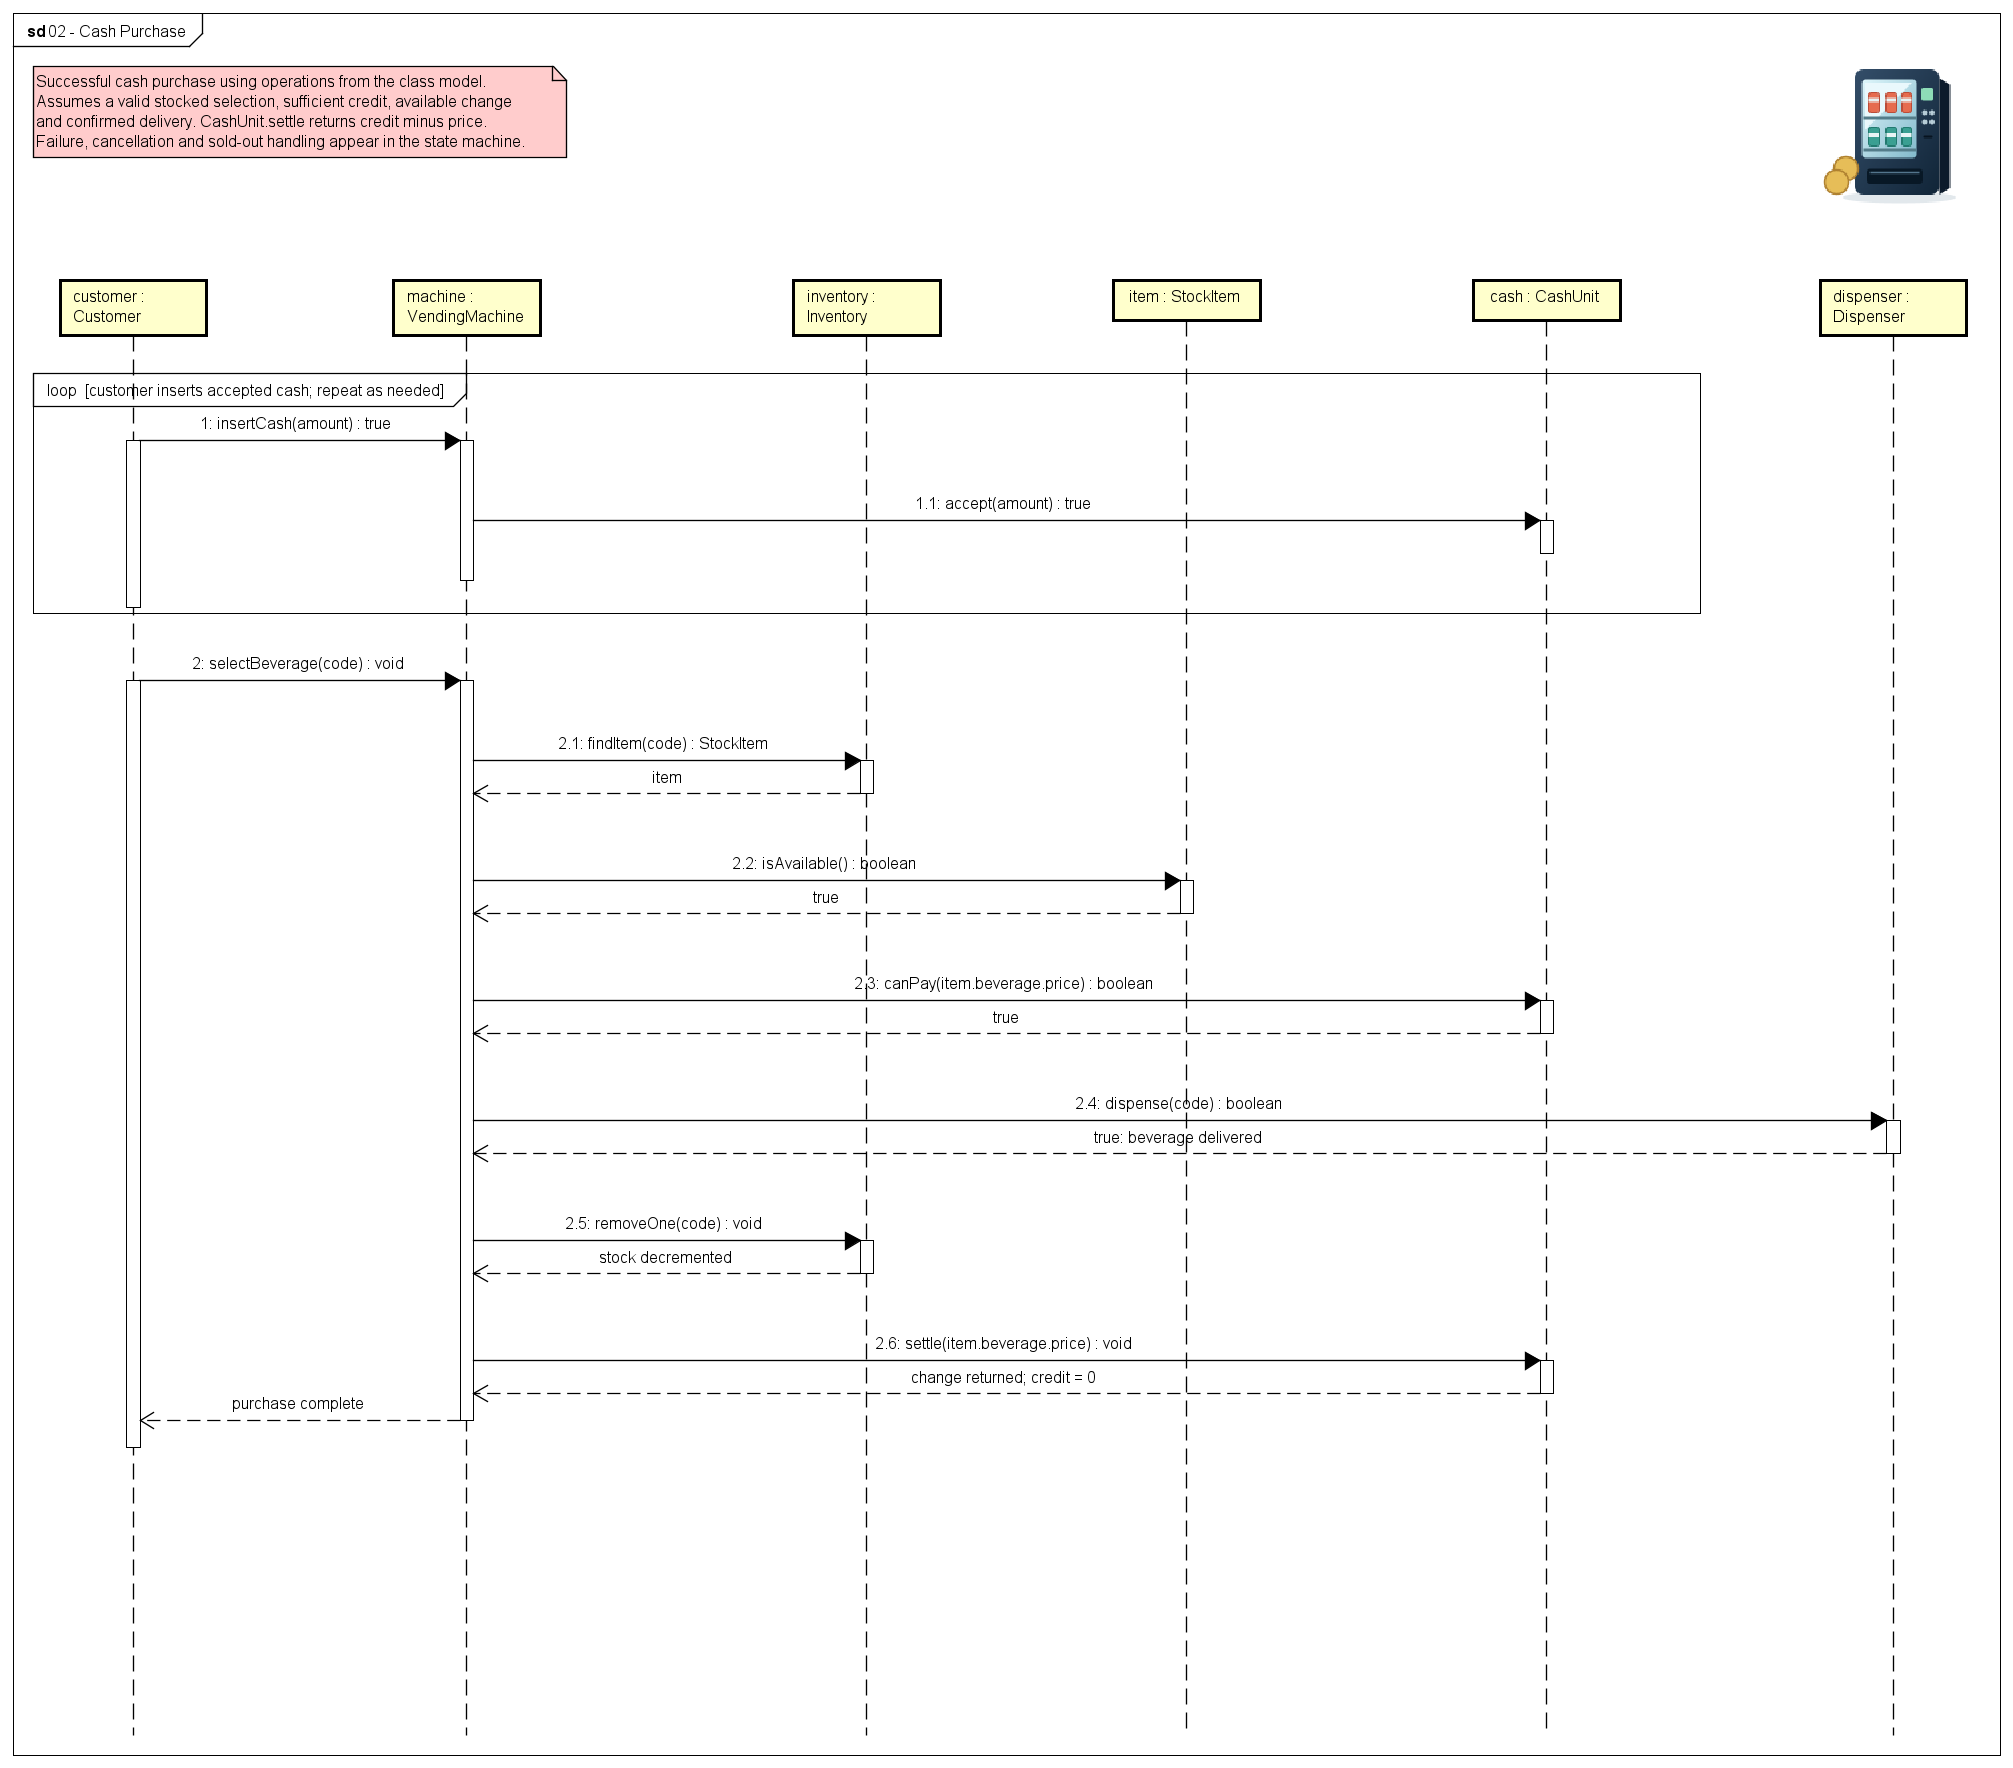 sd 02 - Cash Purchase
Successful cash purchase using operations from the class model.
Assumes a valid stocked selection, sufficient credit, available change
and confirmed delivery. CashUnit.settle returns credit minus price.
Failure, cancellation and sold-out handling appear in the state machine.
customer :
Customer
machine :
VendingMachine
inventory :
Inventory
item : StockItem
cash : CashUnit
dispenser :
Dispenser
loop [customer inserts accepted cash; repeat as needed]
1: insertCash(amount) : true
1.1: accept(amount) : true
2: selectBeverage(code) : void
2.1: findItem(code) : StockItem
item
2.2: isAvailable() : boolean
true
2.3: canPay(item.beverage.price) : boolean
true
2.4: dispense(code) : boolean
true: beverage delivered
2.5: removeOne(code) : void
stock decremented
2.6: settle(item.beverage.price) : void
change returned; credit = 0
purchase complete